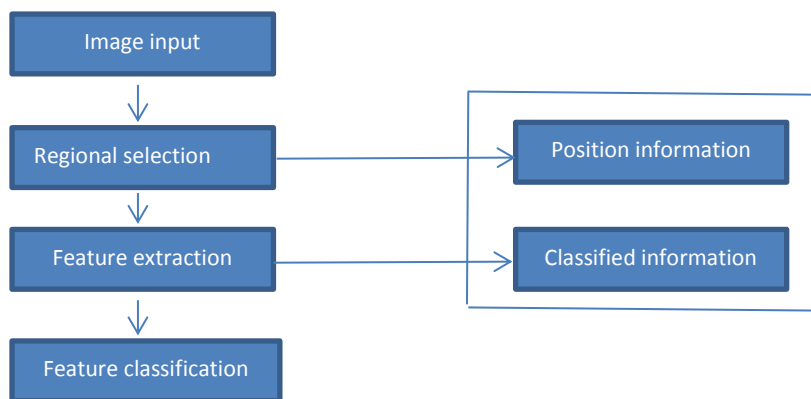 Image input
Regional selection
Position information
Feature extraction
Classified information
Feature classification